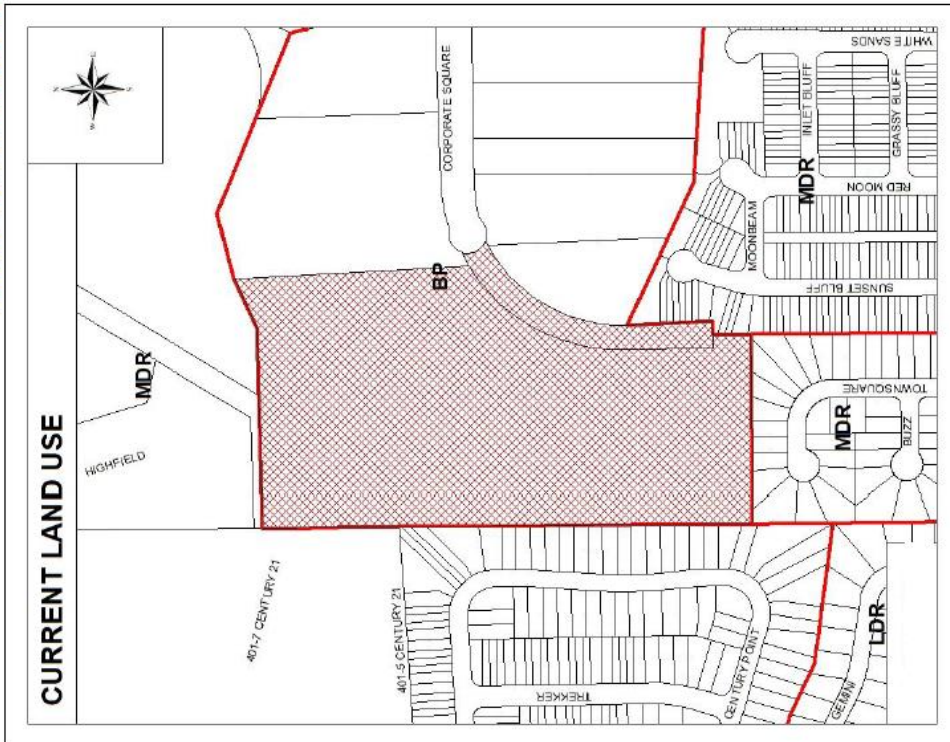 CURRENT LAND USE
CORPORATE SQUARE
WHITE SANDS
INLET BLUFF
GRASSY BLUFF
MDR
RED MOON
MOONBEAM
SUNSET BLUFF
BP
MDR
HIGHFIELD
TOWNSQUARE
MDR
BUZZ
401-7 CENTURY 21
401-5 CENTURY 21
TREKKER
CENTURY POINT
GEMINI
LDR